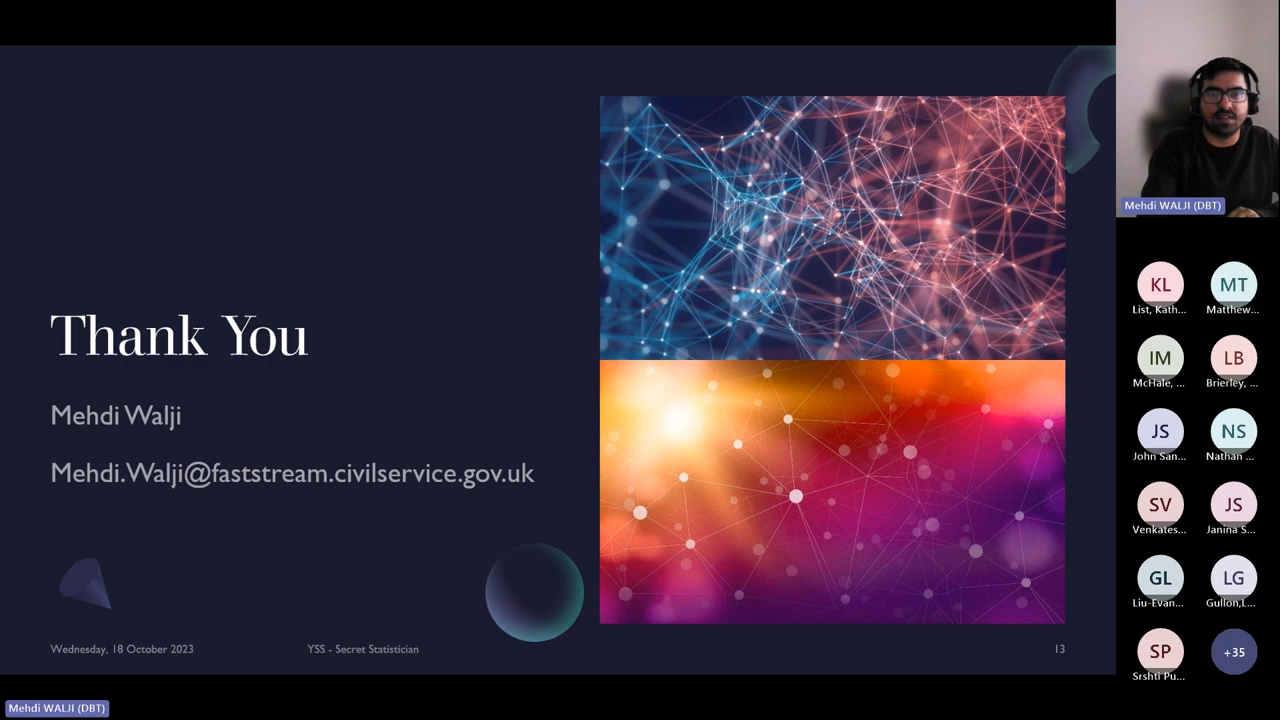 Thank You
Mehdi Walji
Mehdi.Walji@faststream.civilservice.gov.uk
Wednesday, 18 October 2023
YSS - Secret Statistician
13
Mehdi WALJI (DBT)
KL
MT
List, Kath...
Matthew...
IM
LB
McHale, ...
Brierley, ...
JS
NS
John San...
Nathan ...
SV
JS
Venkates...
Janina S...
GL
LG
Liu-Evan...
Gullon,L...
SP
+35
Srshti Pu...
Mehdi WALJI (DBT)